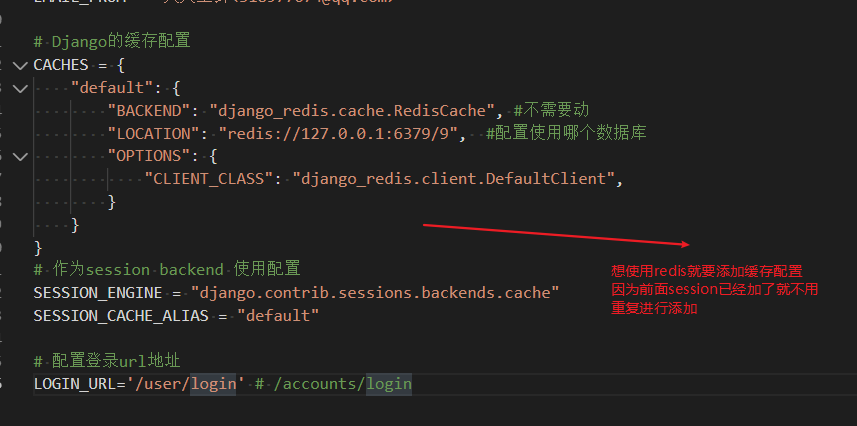 # Django的缓存配置
CACHES = {
"default": {
"BACKEND": "django_redis.cache.RedisCache", #不需要动
"LOCATION": "redis://127.0.0.1:6379/9", #配置使用哪个数据库
"OPTIONS": {
"CLIENT_CLASS": "django_redis.client.DefaultClient",
}
}
}
# 作为session backend 使用配置
SESSION_ENGINE = "django.contrib.sessions.backends.cache"
SESSION_CACHE_ALIAS = "default"
想使用redis就要添加缓存配置
因为前面session已经加了就不用
重复进行添加
# 配置登录url地址
LOGIN_URL='/user/login' # /accounts/login